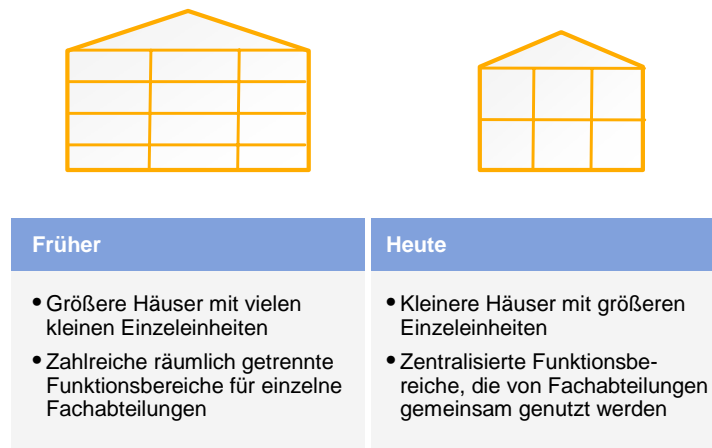 Früher
• Größere Häuser mit vielen
kleinen Einzeleinheiten
• Zahlreiche räumlich getrennte
Funktionsbereiche für einzelne
Fachabteilungen
Heute
• Kleinere Häuser mit größeren
Einzeleinheiten
• Zentralisierte Funktionsbe-
reiche, die von Fachabteilungen
gemeinsam genutzt werden